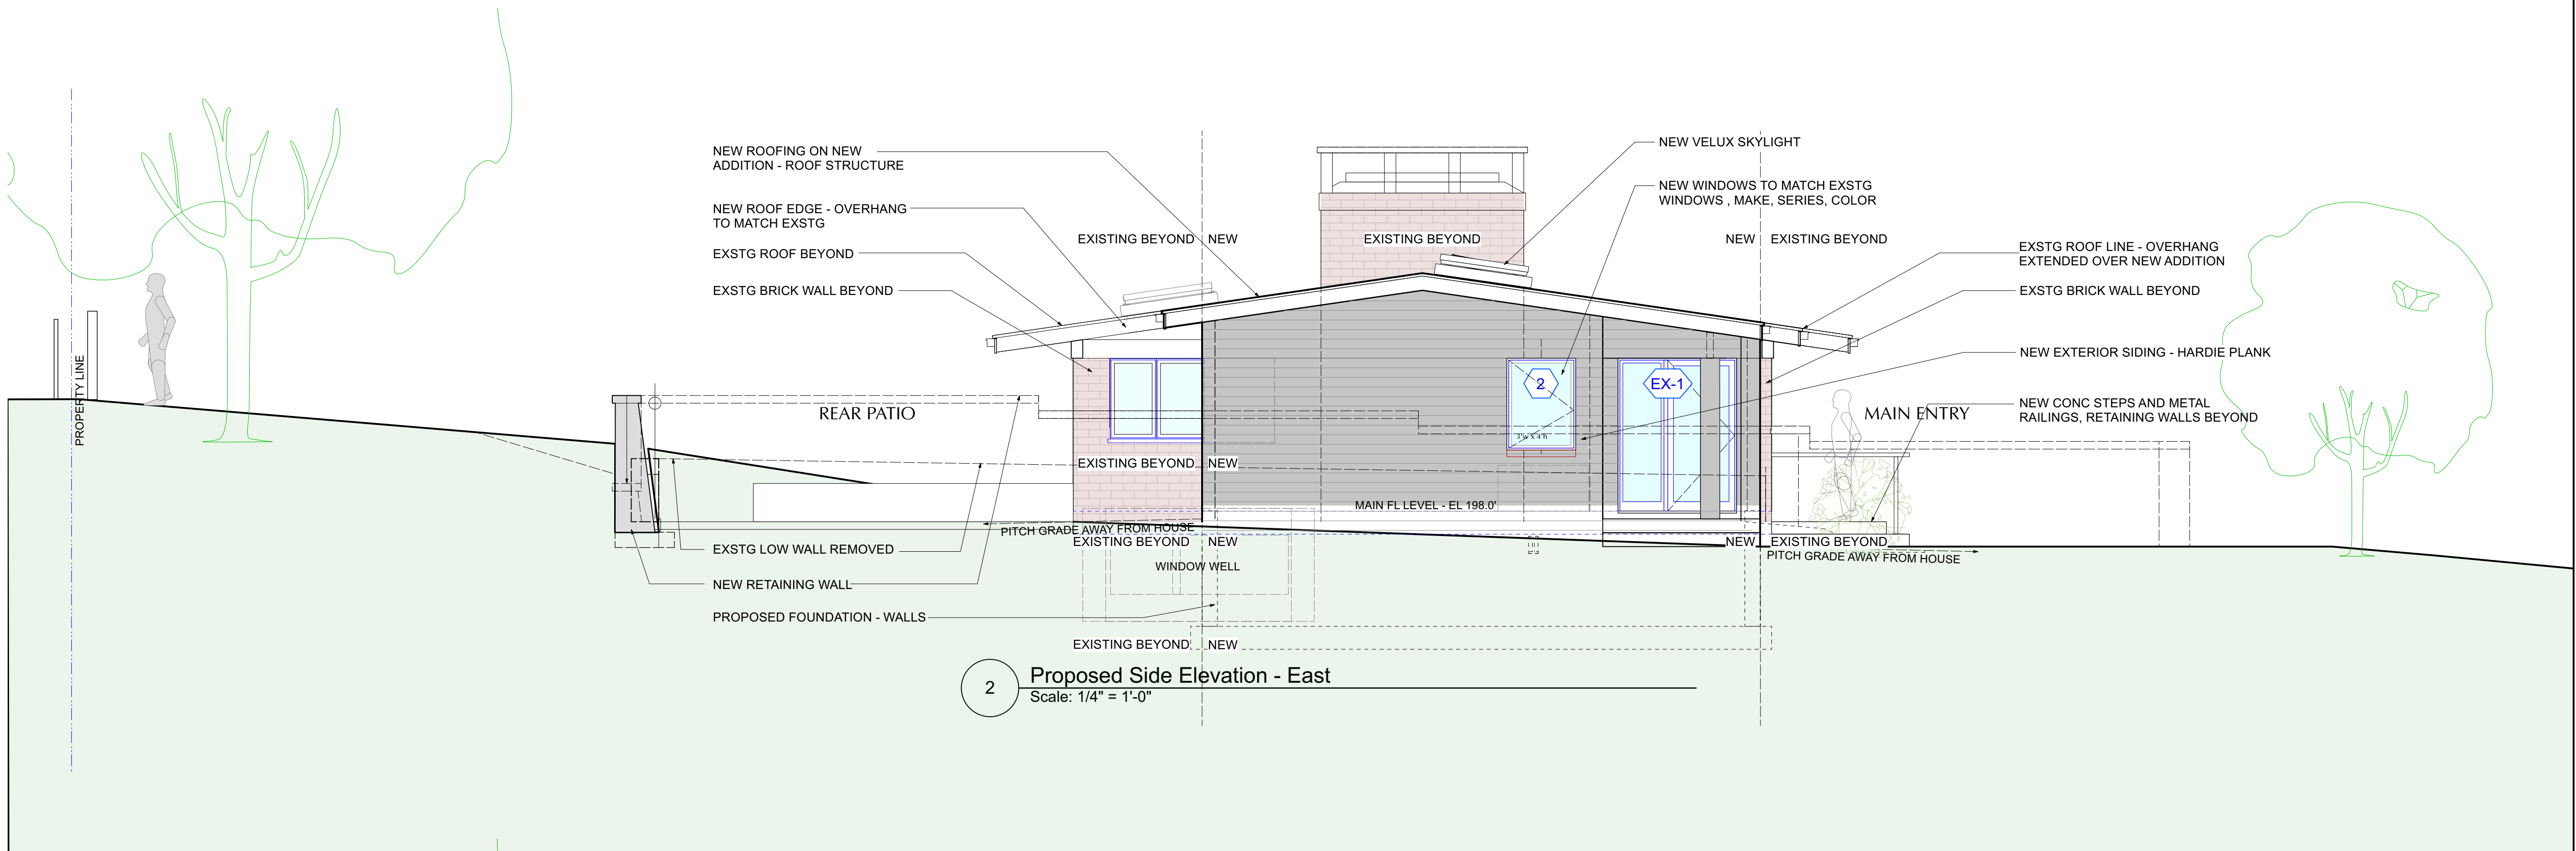 NEW ROOFING ON NEW
ADDITION - ROOF STRUCTURE
NEW ROOF EDGE - OVERHANG
TO MATCH EXSTG
EXSTG ROOF BEYOND
EXSTG BRICK WALL BEYOND
EXISTING BEYOND NEW
EXISTING BEYOND
NEW EXISTING BEYOND
NEW VELUX SKYLIGHT
NEW WINDOWS TO MATCH EXSTG
WINDOWS , MAKE, SERIES, COLOR
EXSTG ROOF LINE - OVERHANG
EXTENDED OVER NEW ADDITION
EXSTG BRICK WALL BEYOND
NEW EXTERIOR SIDING - HARDIE PLANK
NEW CONC STEPS AND METAL
RAILINGS, RETAINING WALLS BEYOND
PROPERTY LINE
REAR PATIO
2
EX-1
3'w x 4'h
MAIN ENTRY
EXISTING BEYOND NEW
MAIN FL LEVEL - EL 198.0'
PITCH GRADE AWAY FROM HOUSE
EXISTING BEYOND NEW
NEW EXISTING BEYOND
PITCH GRADE AWAY FROM HOUSE
EXSTG LOW WALL REMOVED
WINDOW WELL
NEW RETAINING WALL
PROPOSED FOUNDATION - WALLS
EXISTING BEYOND NEW
2
Proposed Side Elevation - East
Scale: 1/4" = 1'-0"